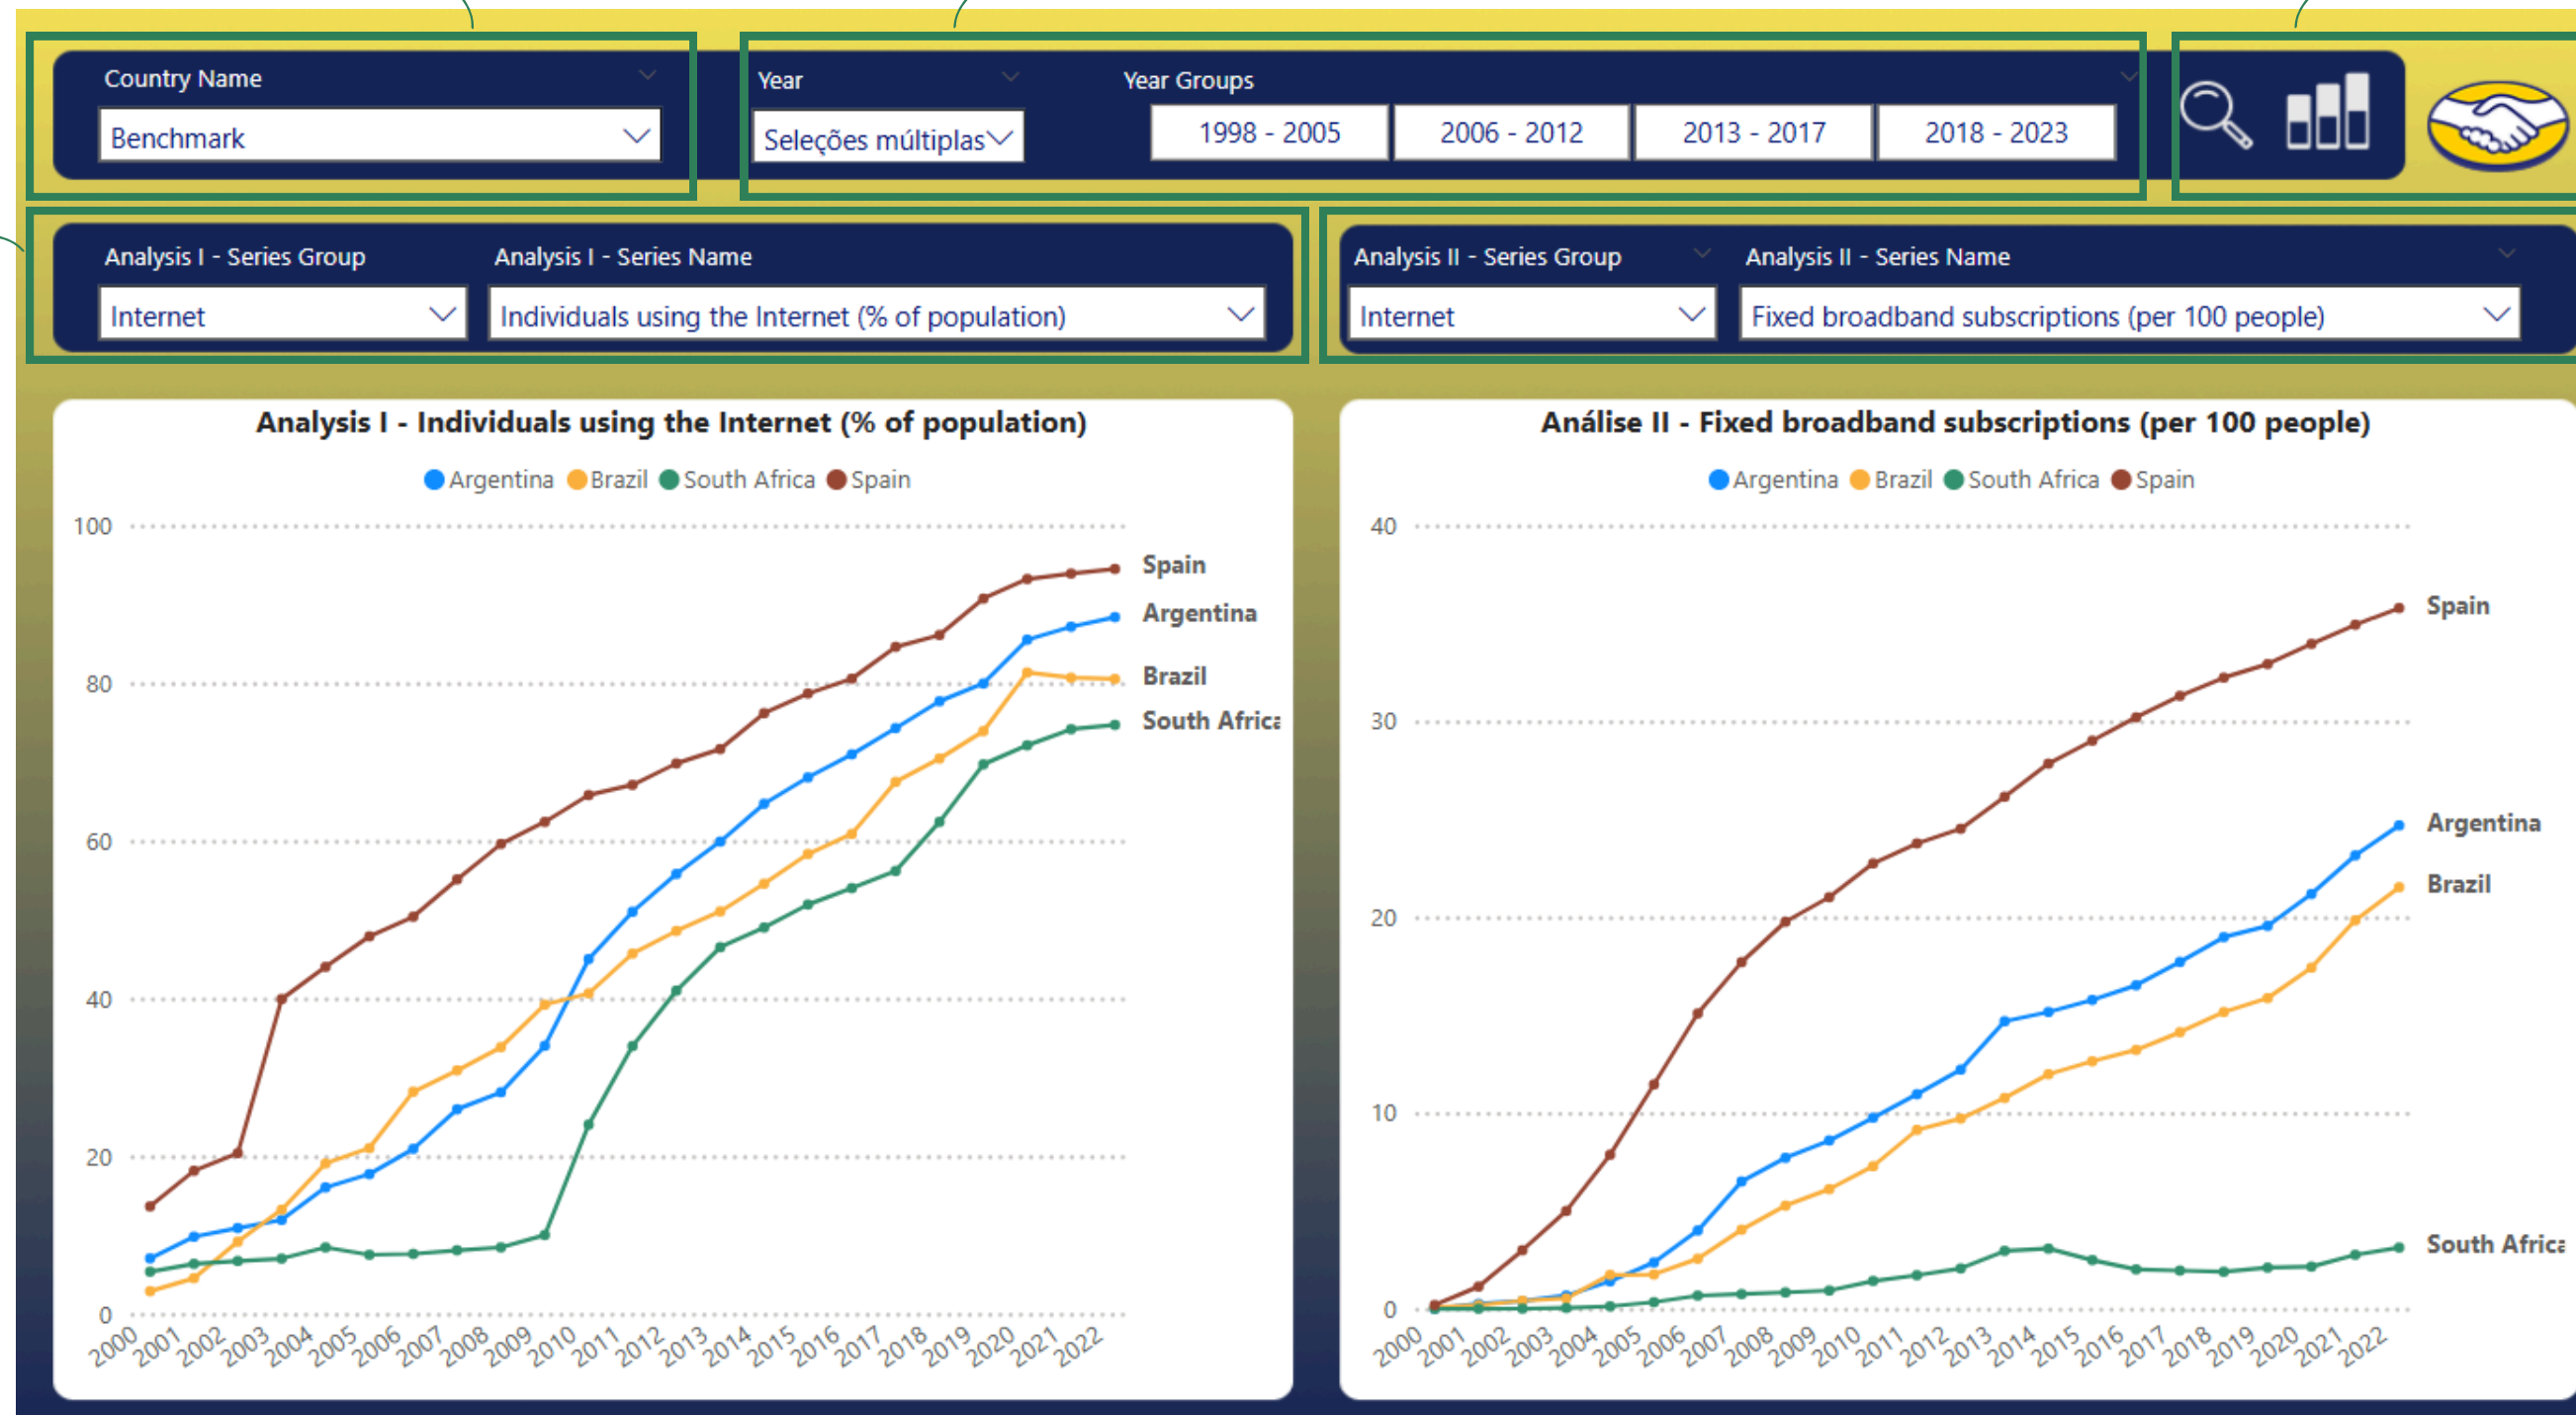 Country Name
Benchmark
Year
Seleções múltiplas
Year Groups
1998 - 2005
2006 - 2012
2013 - 2017
2018 - 2023
Analysis I - Series Group
Internet
Analysis I - Series Name
Individuals using the Internet (% of population)
Analysis II - Series Group
Internet
Analysis II - Series Name
Fixed broadband subscriptions (per 100 people)
Analysis I - Individuals using the Internet (% of population)
Argentina Brazil South Africa Spain
100
80
60
40
20
0
Spain
Argentina
Brazil
South Africa
2000 2001 2002 2003 2004 2005 2006 2007 2008 2009 2010 2011 2012 2013 2014 2015 2016 2017 2018 2019 2020 2021 2022
Análise II - Fixed broadband subscriptions (per 100 people)
Argentina Brazil South Africa Spain
40
30
20
10
0
Spain
Argentina
Brazil
South Africa
2000 2001 2002 2003 2004 2005 2006 2007 2008 2009 2010 2011 2012 2013 2014 2015 2016 2017 2018 2019 2020 2021 2022